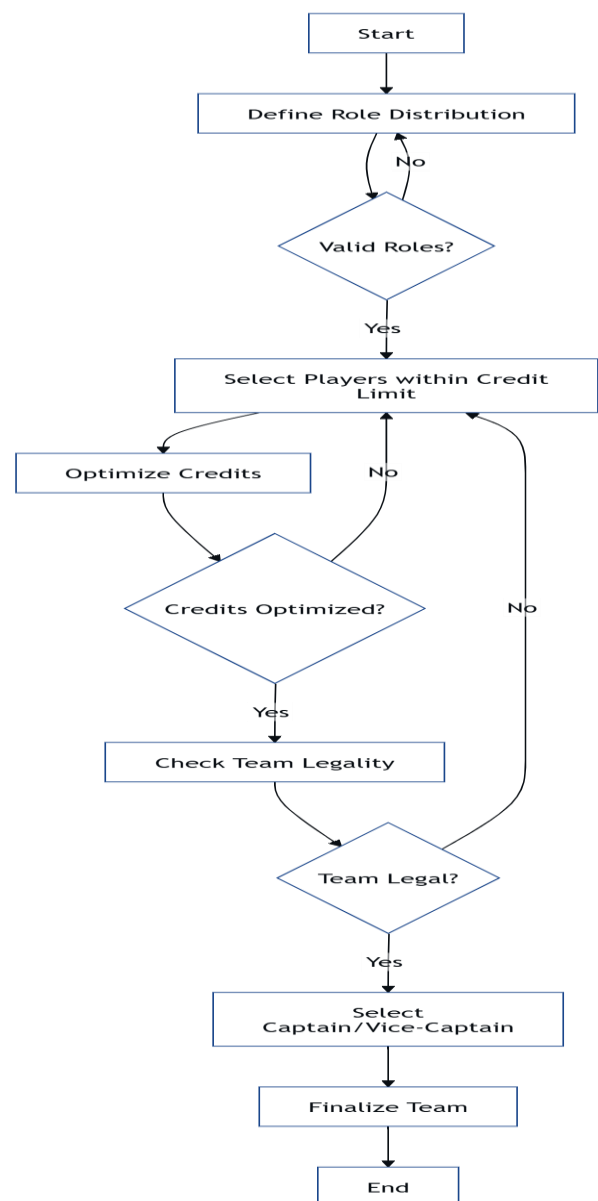 Start
Define Role Distribution
No
Valid Roles?
Yes
Select Players within Credit
Limit
Optimize Credits
No
Credits Optimized?
No
Yes
Check Team Legality
Team Legal?
Yes
Select
Captain/Vice-Captain
Finalize Team
End